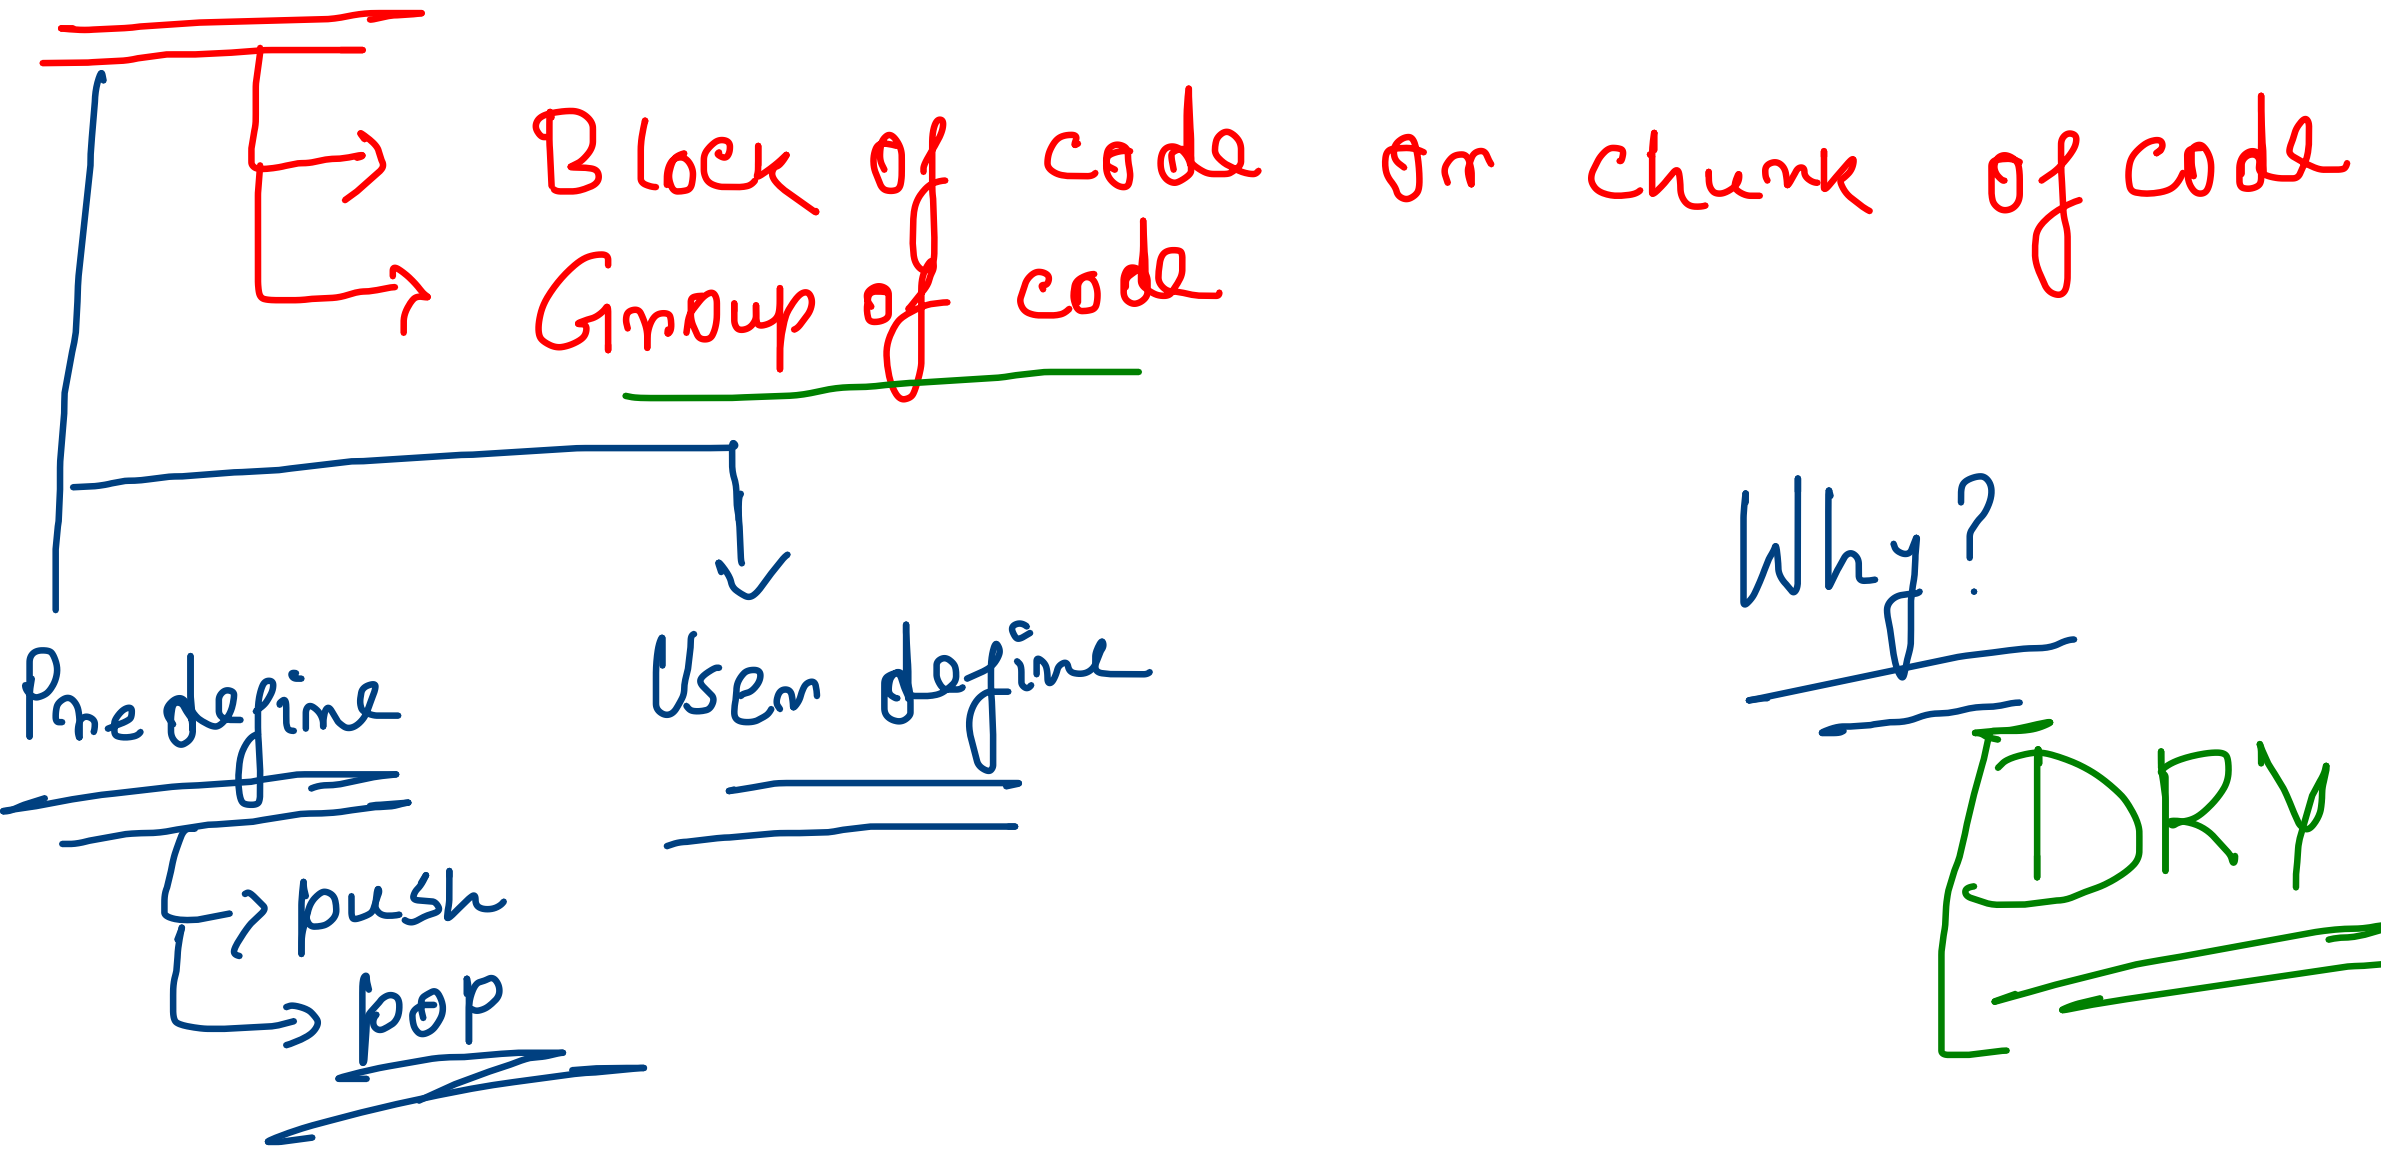 Block of code or chunk of code
Group of code
Why?
Predefine
User define
DRY
push
pop